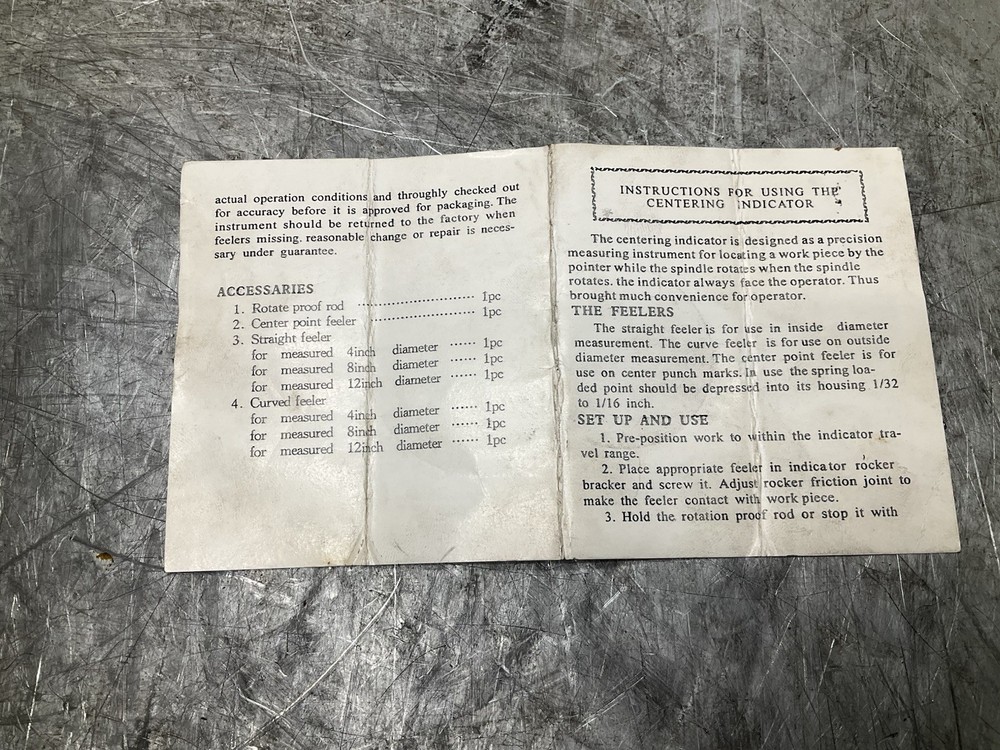 actual operation conditions and throughly checked out
for accuracy before it is approved for packaging. The
instrument should be returned to the factory when
feelers missing. reasonable change or repair is neces-
sary under guarantee.
ACCESSARIES
1. Rotate proof rod ·················· 1pc
2. Center point feeler ··············· 1pc
3. Straight feeler
for measured 4inch diameter ······ 1pc
for measured 8inch diameter ······ 1pc
for measured 12inch diameter ······ 1pc
4. Curved feeler
for measured 4inch diameter ······ 1pc
for measured 8inch diameter ······ 1pc
for measured 12inch diameter ······ 1pc
INSTRUCTIONS FOR USING THE
CENTERING INDICATOR
The centering indicator is designed as a precision
measuring instrument for locating a work piece by the
pointer while the spindle rotates when the spindle
rotates. the indicator always face the operator. Thus
brought much convenience for operator.
THE FEELERS
The straight feeler is for use in inside diameter
measurement. The curve feeler is for use on outside
diameter measurement. The center point feeler is for
use on center punch marks. In use the spring loa-
ded point should be depressed into its housing 1/32
to 1/16 inch.
SET UP AND USE
1. Pre-position work to within the indicator tra-
vel range.
2. Place appropriate feeler in indicator rocker
bracker and screw it. Adjust rocker friction joint to
make the feeler contact with work piece.
3. Hold the rotation proof rod or stop it with